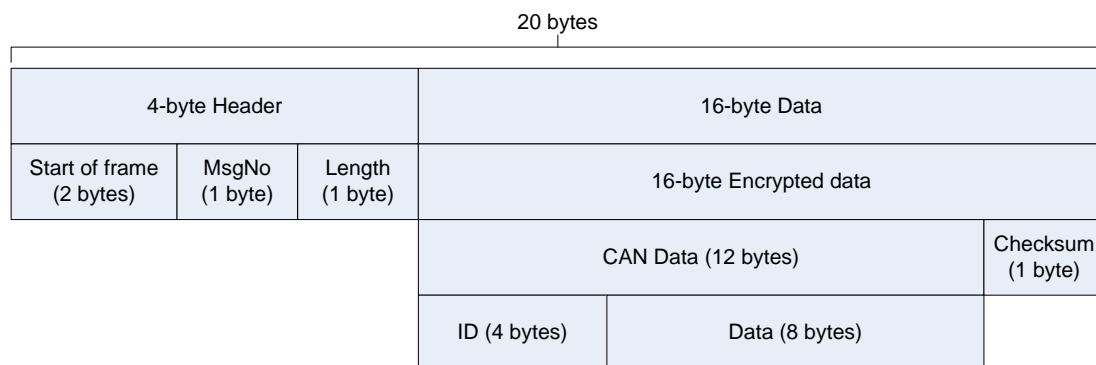 20 bytes
4-byte Header
16-byte Data
Start of frame
(2 bytes)
MsgNo
(1 byte)
Length
(1 byte)
16-byte Encrypted data
CAN Data (12 bytes)
Checksum
(1 byte)
ID (4 bytes)
Data (8 bytes)